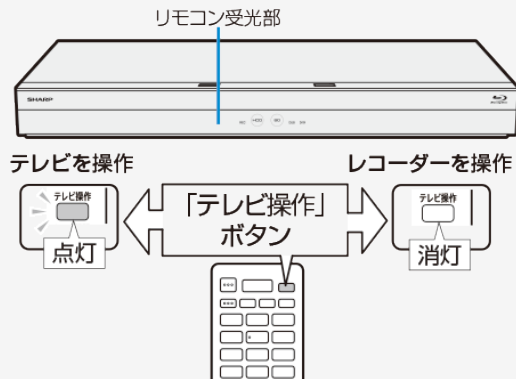 リモコン受光部
SHARP
テレビを操作
レコーダーを操作
テレビ操作
点灯
「テレビ操作」
ボタン
テレビ操作
消灯